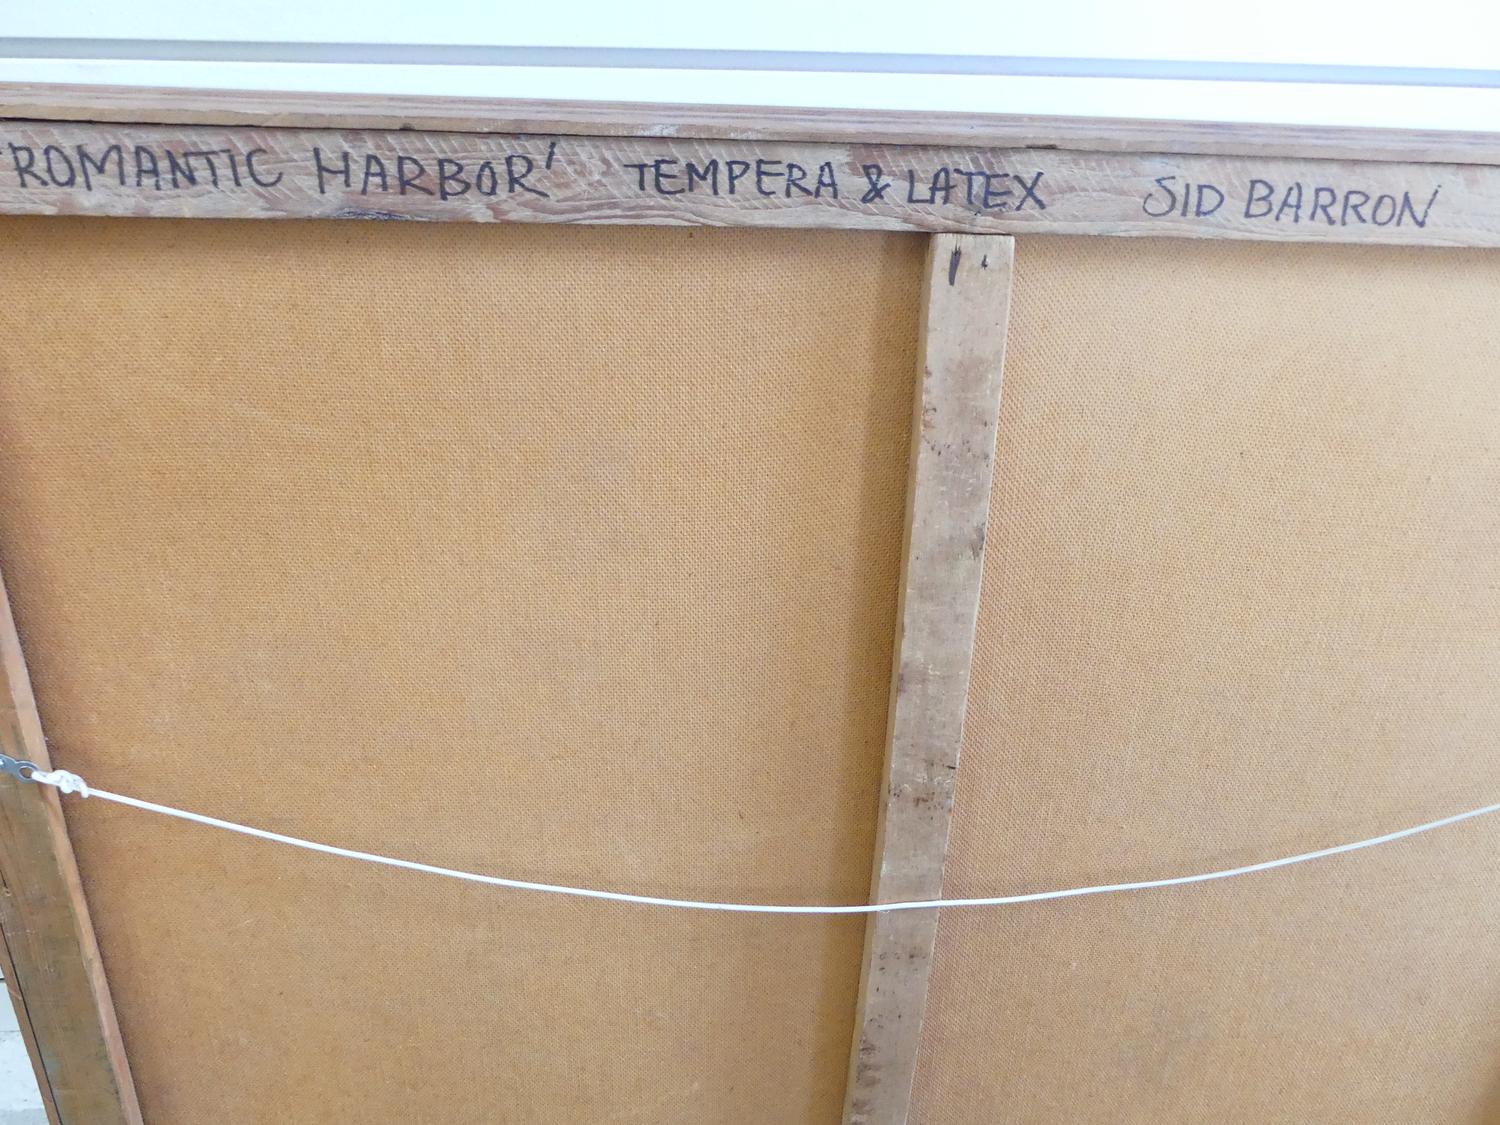 'ROMANTIC HARBOR' TEMPERA & LATEX SID BARRON